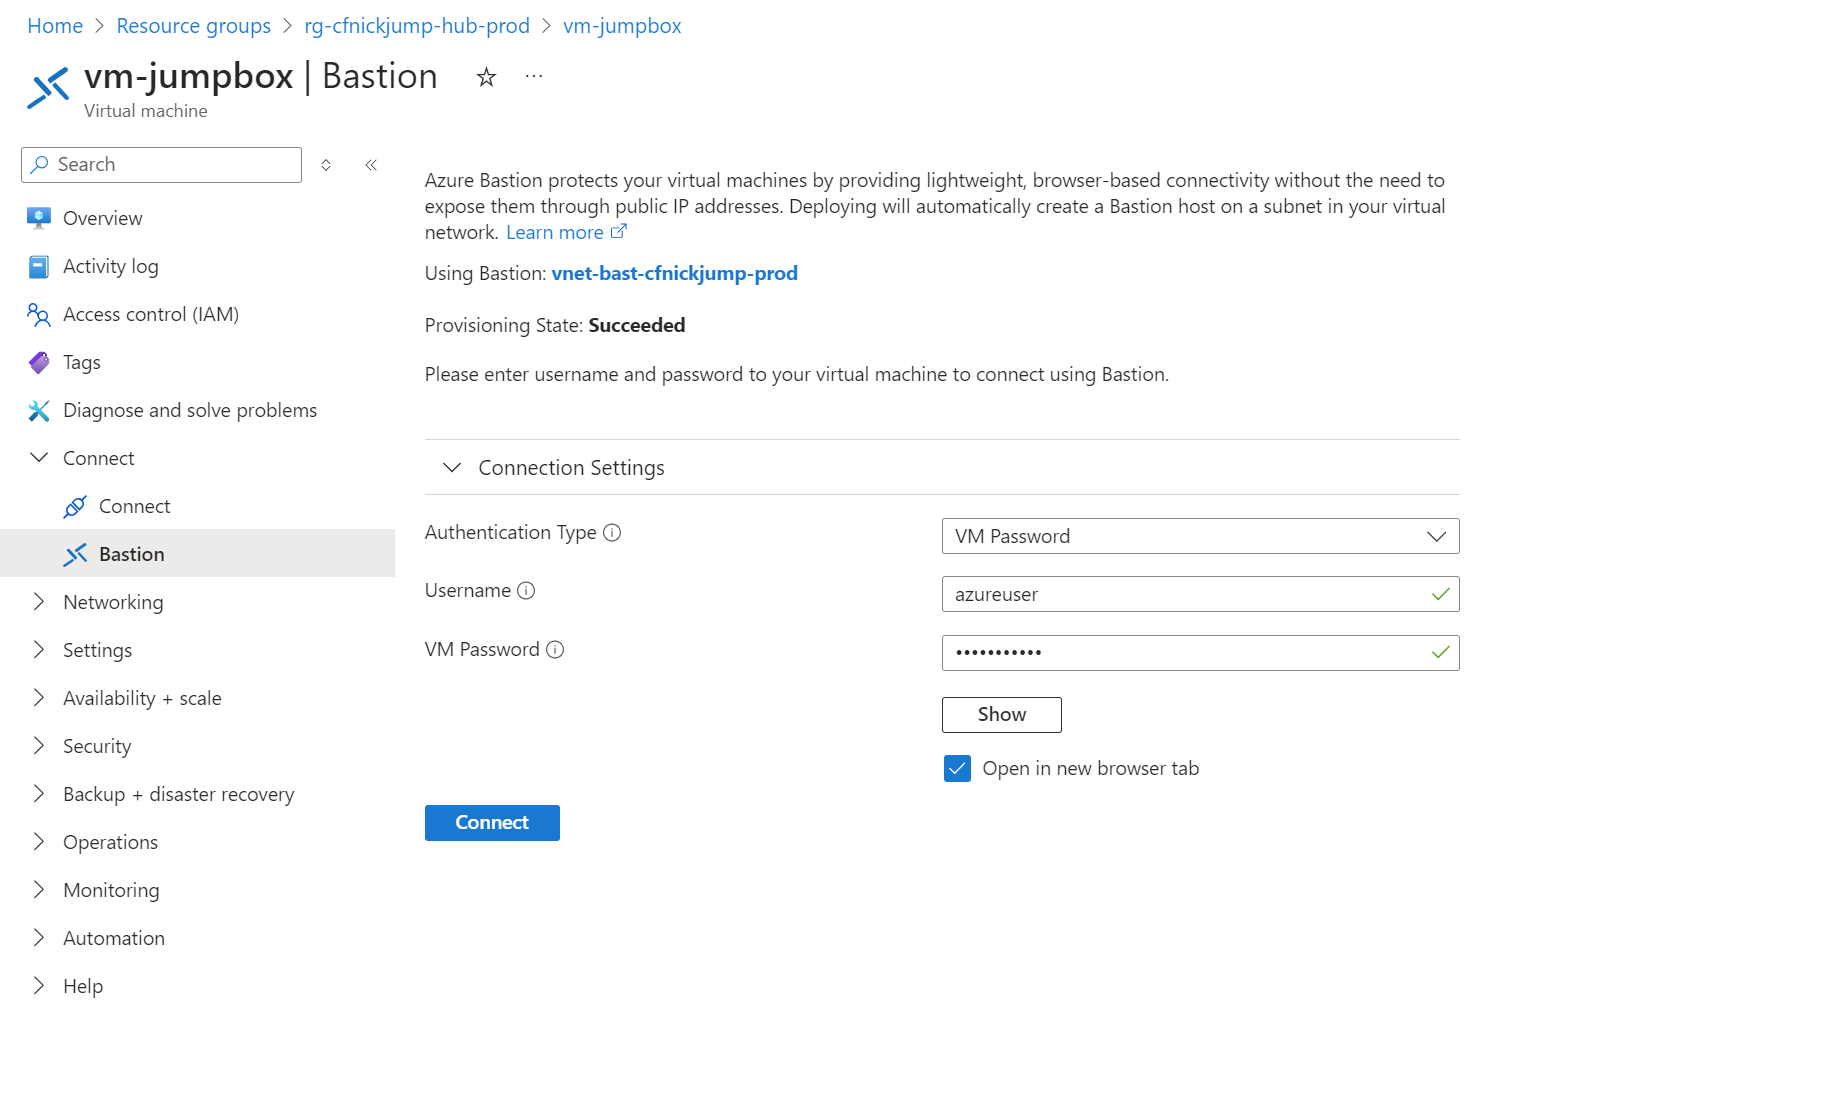 Home > Resource groups > rg-cfnickjump-hub-prod > vm-jumpbox
vm-jumpbox | Bastion
Virtual machine
Search
Overview
Activity log
Access control (IAM)
Tags
Diagnose and solve problems
Connect
Connect
Bastion
Networking
Settings
Availability + scale
Security
Backup + disaster recovery
Operations
Monitoring
Automation
Help
Azure Bastion protects your virtual machines by providing lightweight, browser-based connectivity without the need to
expose them through public IP addresses. Deploying will automatically create a Bastion host on a subnet in your virtual
network. Learn more
Using Bastion: vnet-bast-cfnickjump-prod
Provisioning State: Succeeded
Please enter username and password to your virtual machine to connect using Bastion.
Connection Settings
Authentication Type
VM Password
Username
azureuser
VM Password
•••••••••••
Show
Open in new browser tab
Connect